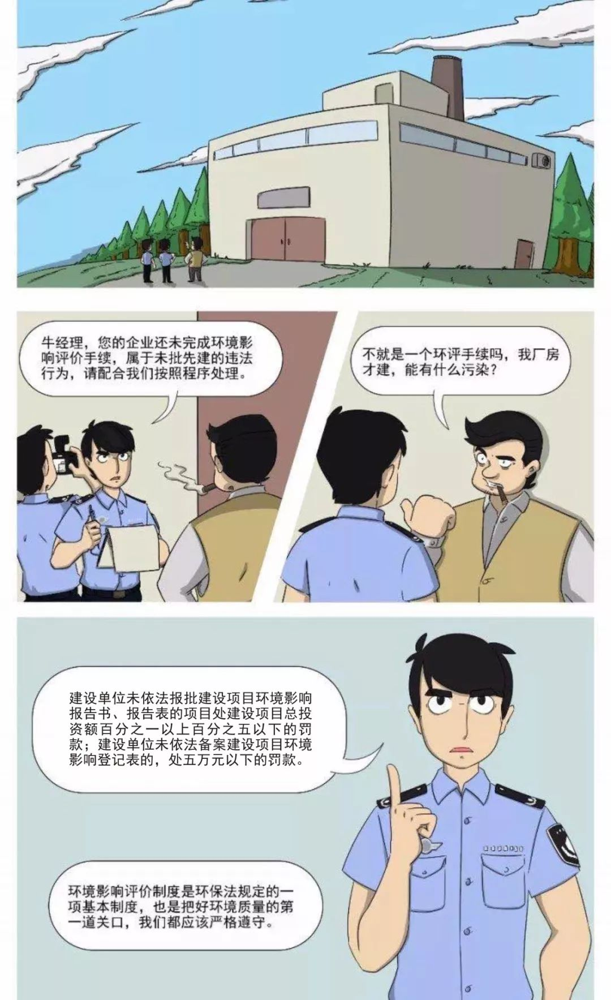 牛经理，您的企业还未完成环境影
响评价手续，属于未批先建的违法
行为，请配合我们按照程序处理。
不就是一个环评手续吗，我厂房
才建，能有什么污染？
建设单位未依法报批建设项目环境影响
报告书、报告表的项目处建设项目总投
资额百分之一以上百分之五以下的罚
款；建设单位未依法备案建设项目环境
影响登记表的，处五万元以下的罚款。
环境影响评价制度是环保法规定的一
项基本制度，也是把好环境质量的第
一道关口，我们都应该严格遵守。